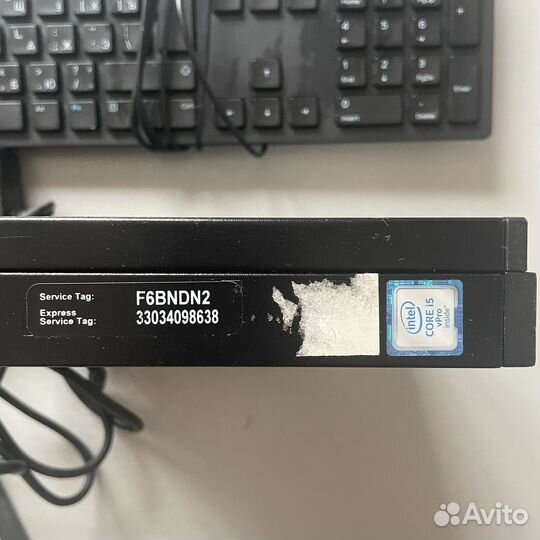 Service Tag: F6BNDN2
Express
Service Tag: 33034098638
intel
CORE i5
vPro
inside
Avito